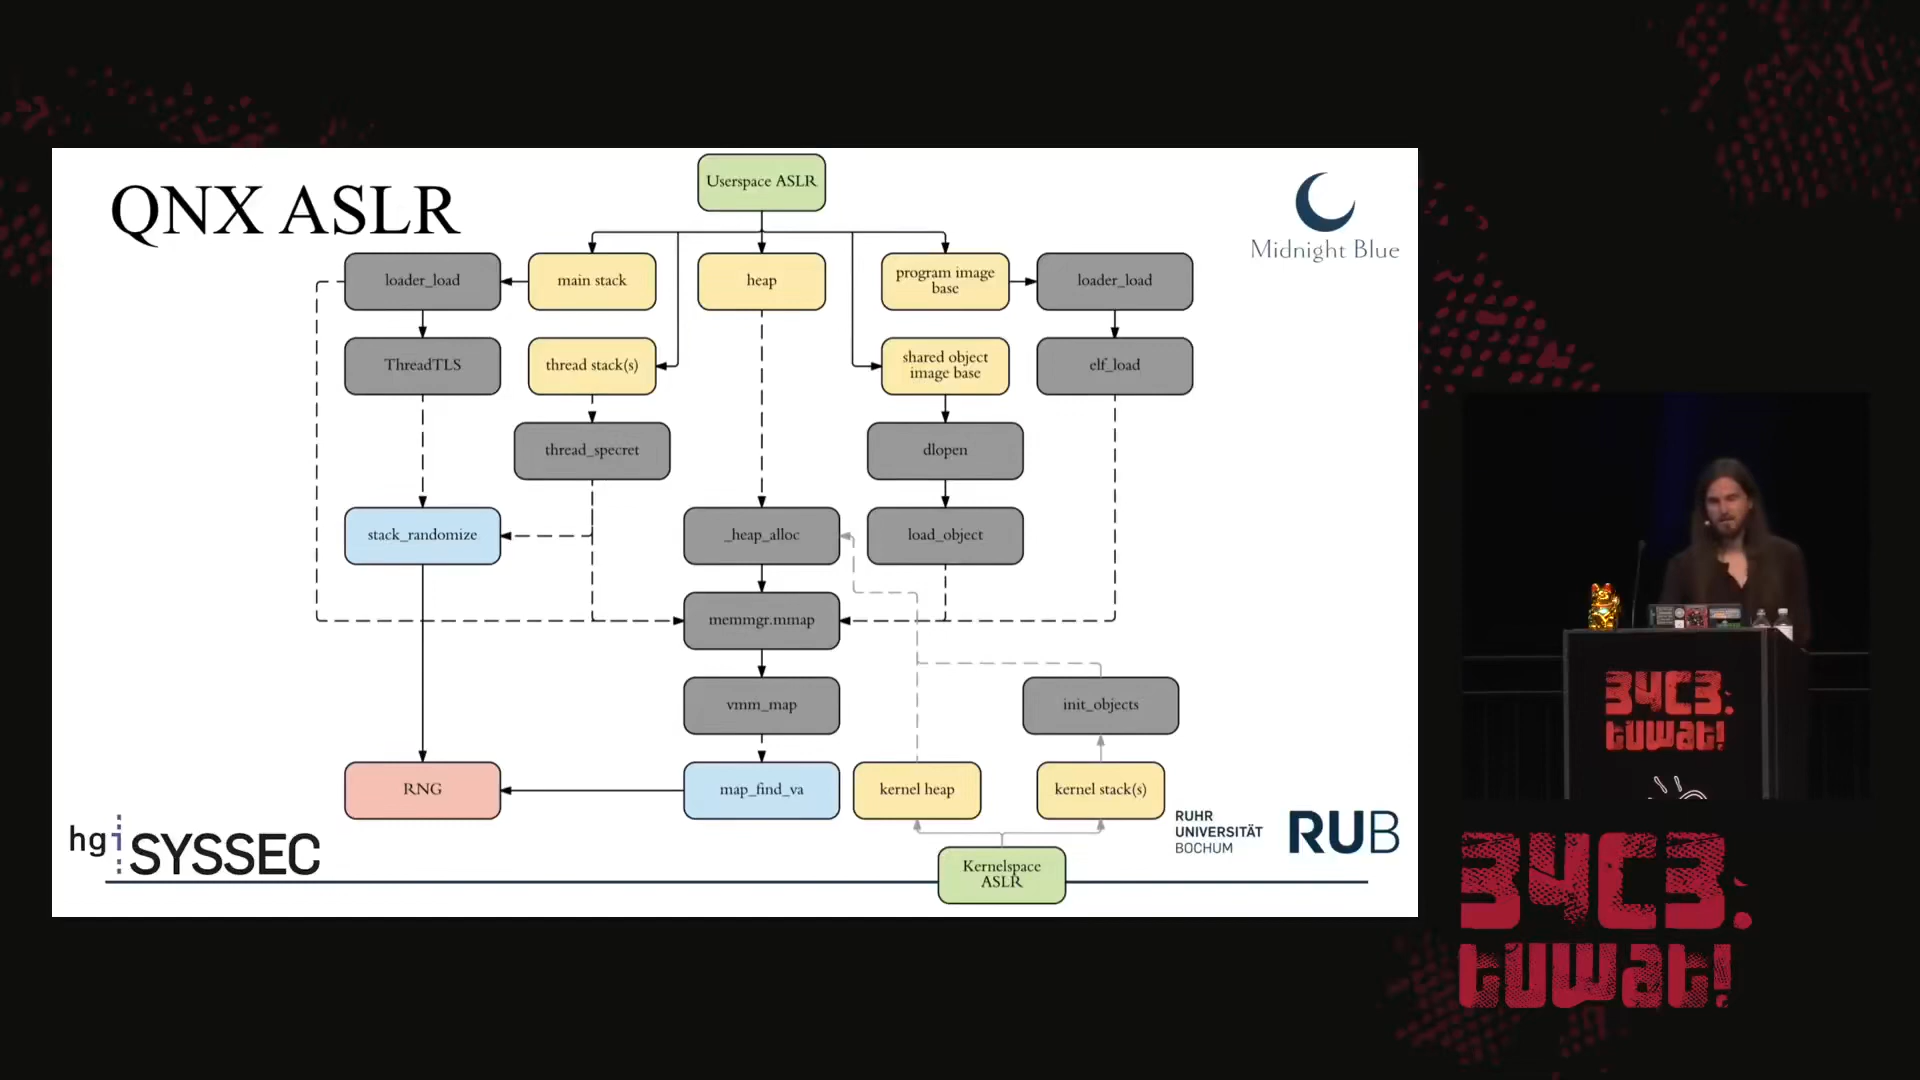 QNX ASLR
Userspace ASLR
Midnight Blue
loader_load
main stack
heap
program image
base
loader_load
ThreadTLS
thread stack(s)
shared object
image base
elf_load
thread_specret
dlopen
stack_randomize
_heap_alloc
load_object
memmgr.mmap
vmm_map
init_objects
RNG
map_find_va
kernel heap
kernel stack(s)
Kernelspace
ASLR
hgi SYSSEC
RUHR
UNIVERSITÄT
BOCHUM
RUB
34C3.
tuwat!
34C3.
tuwat!